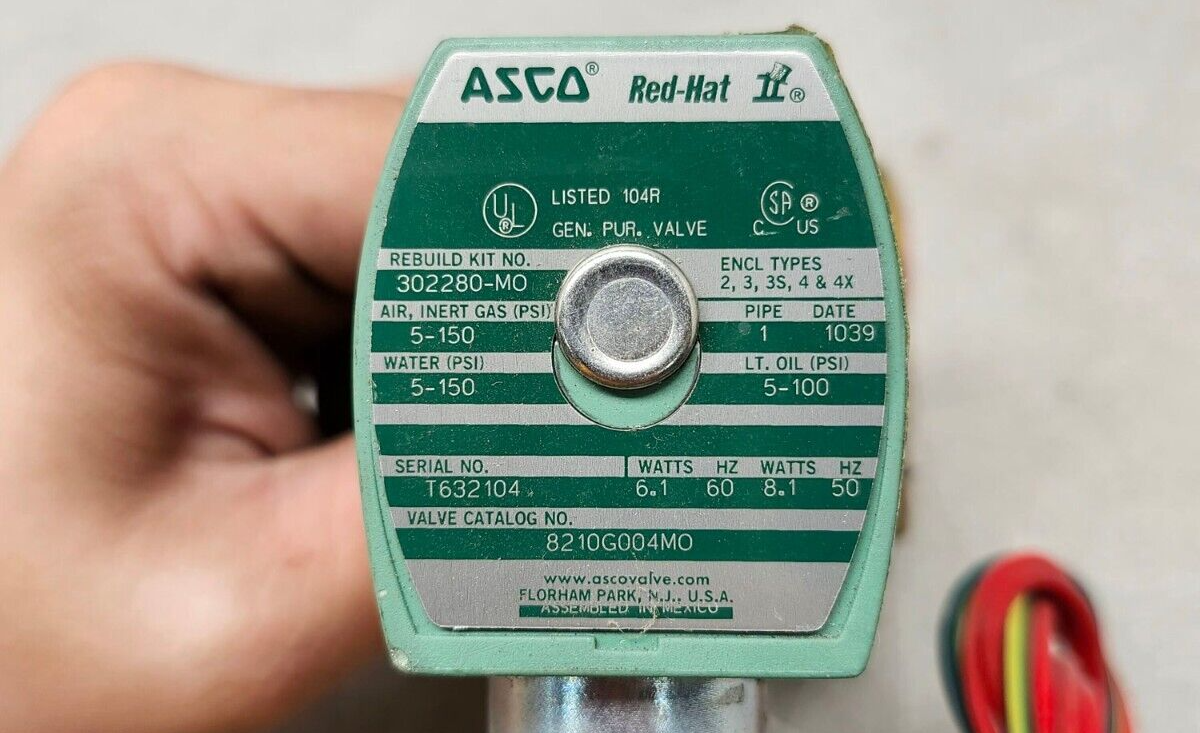 ASCO® Red-Hat II®
UL® LISTED 104R
GEN. PUR. VALVE
C SA® US
REBUILD KIT NO. ENCL TYPES
302280-MO 2, 3, 3S, 4 & 4X
AIR, INERT GAS (PSI) PIPE DATE
5-150 1 1039
WATER (PSI) LT. OIL (PSI)
5-150 5-100
SERIAL NO. WATTS HZ WATTS HZ
T632104 6.1 60 8.1 50
VALVE CATALOG NO.
8210G004MO
www.ascovalve.com
FLORHAM PARK, N.J., U.S.A.
ASSEMBLED IN MEXICO